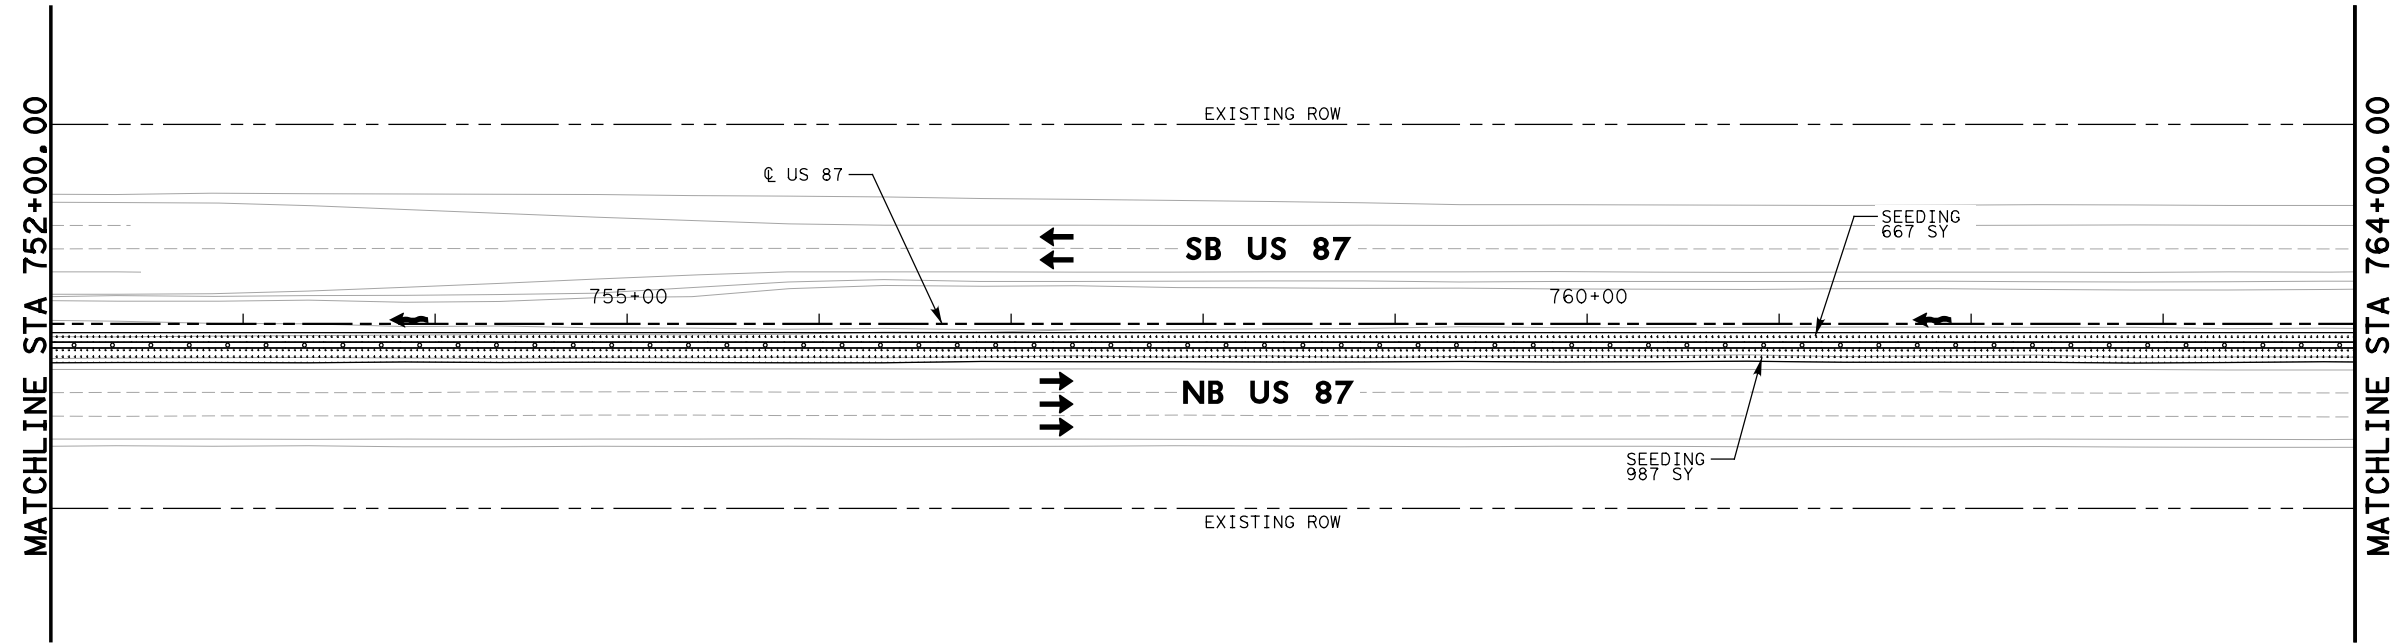 MATCHLINE STA 752+00.00
EXISTING ROW
℄ US 87
SEEDING
667 SY
SB US 87
755+00
760+00
NB US 87
SEEDING
987 SY
EXISTING ROW
MATCHLINE STA 764+00.00